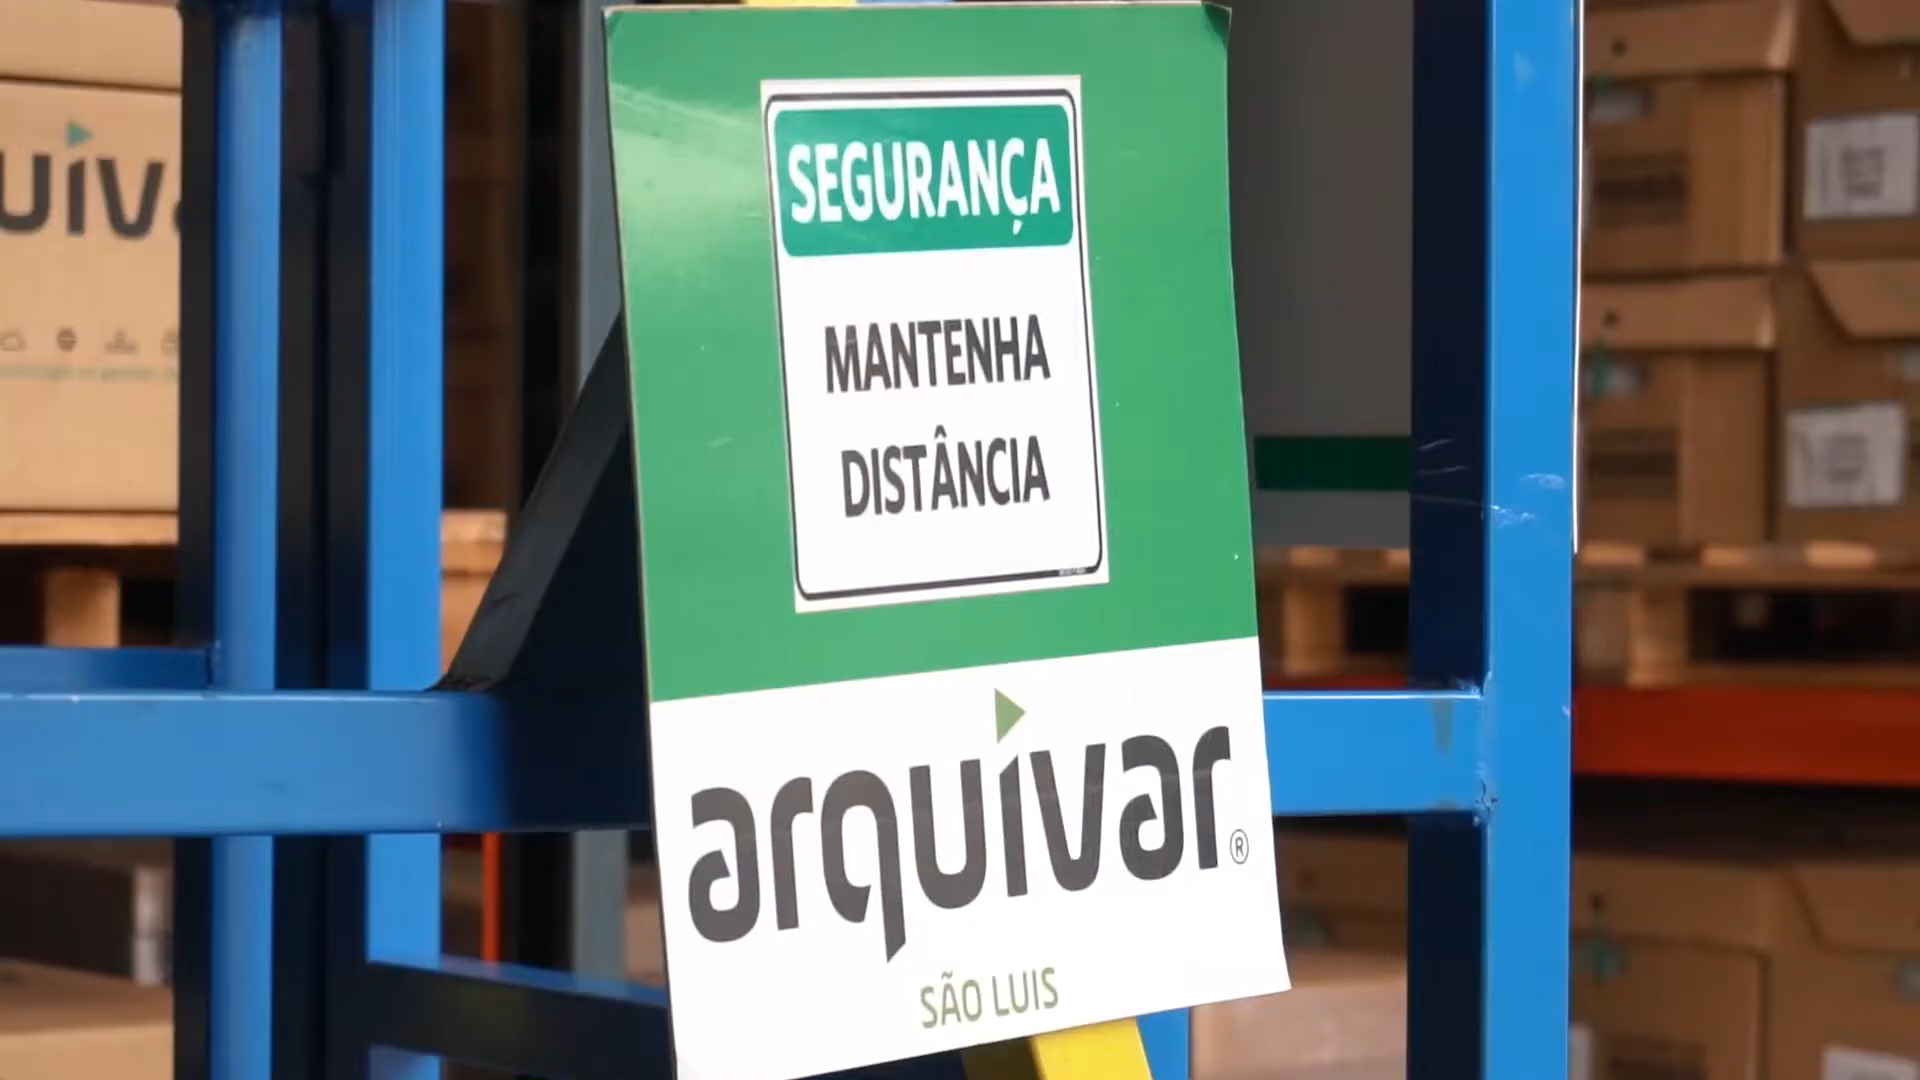 SEGURANÇA
MANTENHA
DISTÂNCIA
arquivar®
SÃO LUIS